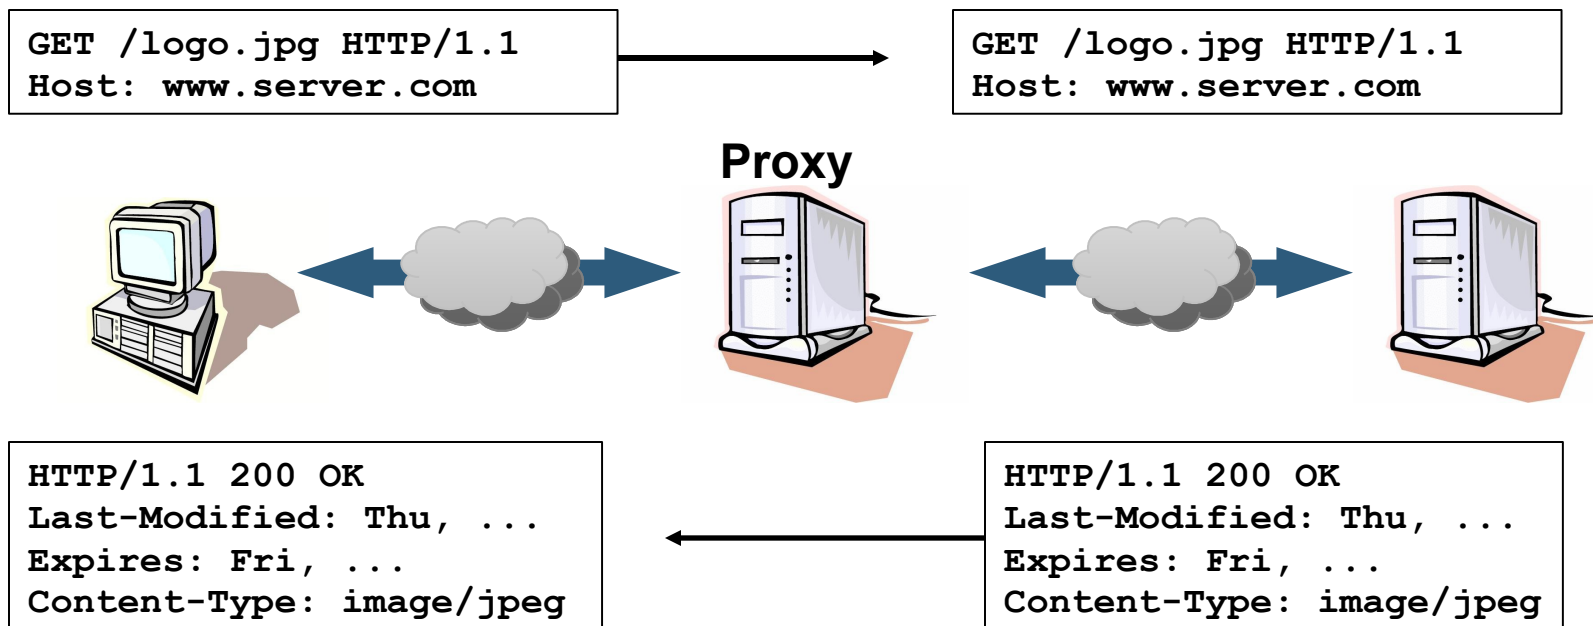 GET /logo.jpg HTTP/1.1
Host: www.server.com
GET /logo.jpg HTTP/1.1
Host: www.server.com
Proxy
HTTP/1.1 200 OK
Last-Modified: Thu, ...
Expires: Fri, ...
Content-Type: image/jpeg
HTTP/1.1 200 OK
Last-Modified: Thu, ...
Expires: Fri, ...
Content-Type: image/jpeg